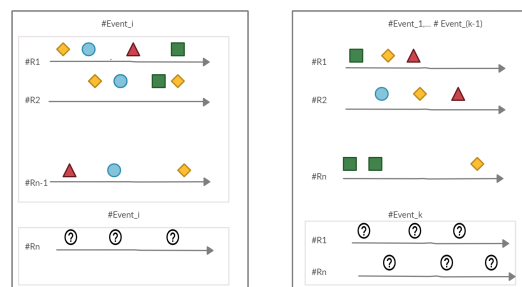 #Event_i
#R1
#R2
#Rn-1
#Event_i
#Rn
? ? ?
#Event_1,... # Event_(k-1)
#R1
#R2
#Rn
#Event_k
#R1
? ? ?
#Rn
? ? ?